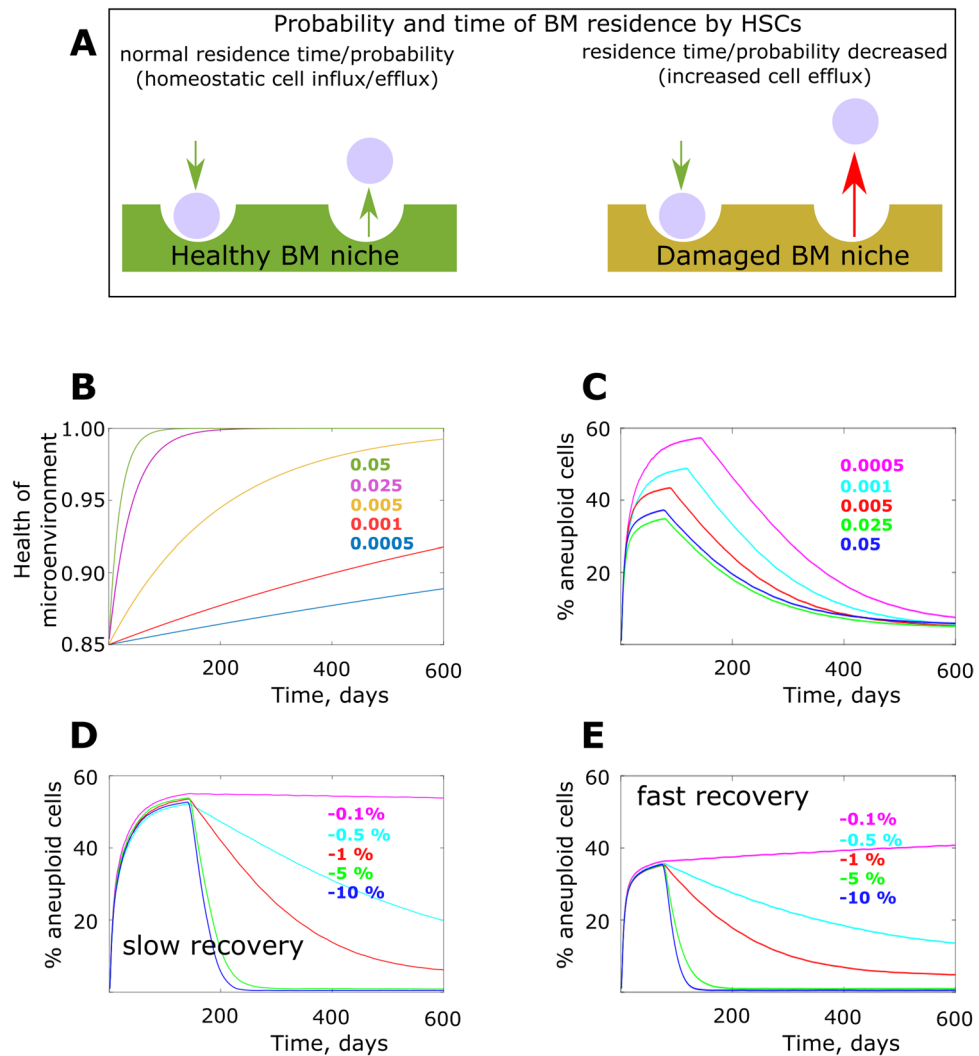 A
Probability and time of BM residence by HSCs
normal residence time/probability
(homeostatic cell influx/efflux)
residence time/probability decreased
(increased cell efflux)
Healthy BM niche
Damaged BM niche
B
Health of
microenvironment
1.00
0.95
0.90
0.85
0.05
0.025
0.005
0.001
0.0005
200
400
600
Time, days
C
% aneuploid cells
60
40
20
0.0005
0.001
0.005
0.025
0.05
200
400
600
Time, days
D
% aneuploid cells
60
40
20
-0.1%
-0.5 %
-1 %
-5 %
-10 %
slow recovery
200
400
600
Time, days
E
% aneuploid cells
60
40
20
fast recovery
-0.1%
-0.5 %
-1 %
-5 %
-10 %
200
400
600
Time, days